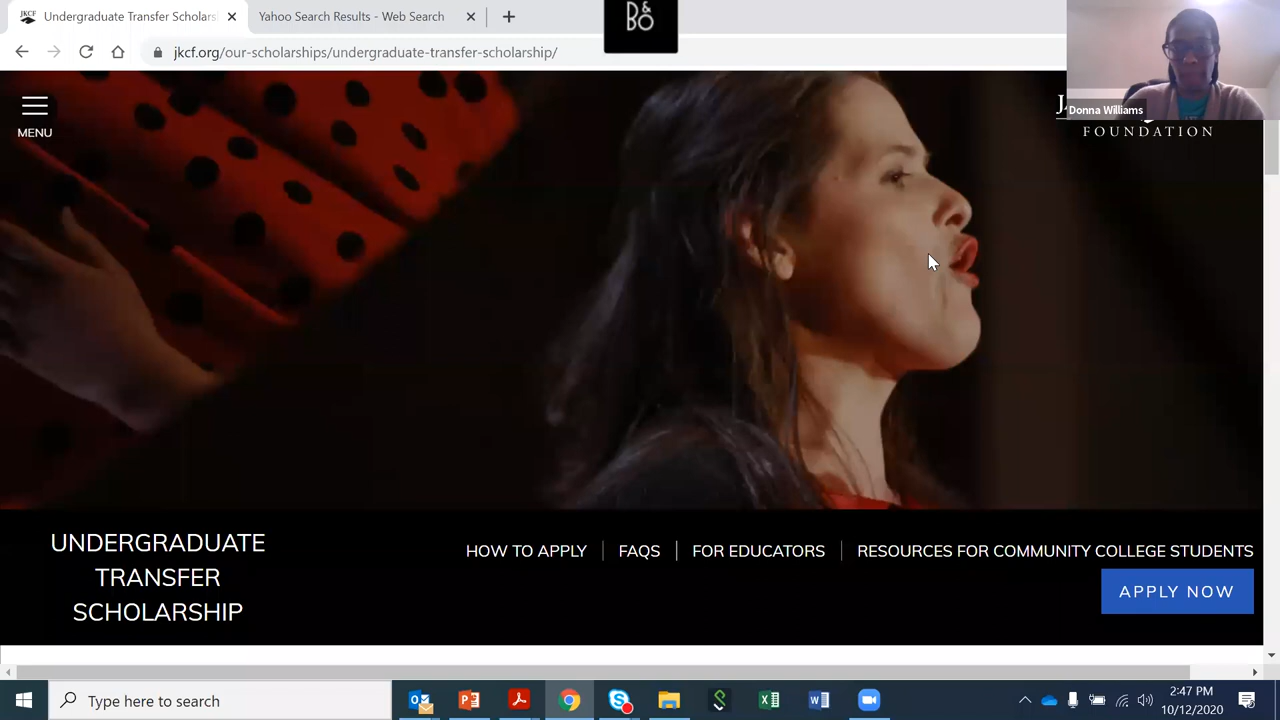 JKCF
Undergraduate Transfer Scholars
Yahoo Search Results - Web Search
B&
BO
jkcf.org/our-scholarships/undergraduate-transfer-scholarship/
Donna Williams
MENU
FOUNDATION
UNDERGRADUATE
TRANSFER
SCHOLARSHIP
HOW TO APPLY
FAQS
FOR EDUCATORS
RESOURCES FOR COMMUNITY COLLEGE STUDENTS
APPLY NOW
Type here to search
2:47 PM
10/12/2020